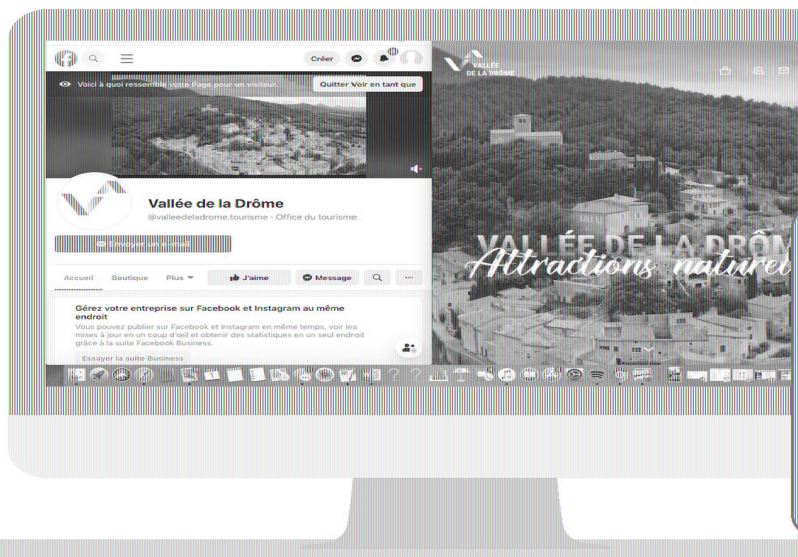 Créer
Voici à quoi ressemble votre Page pour un visiteur.
Quitter Voir en tant que
Vallée de la Drôme
@valleedeladrome.tourisme · Office du tourisme
Envoyer un e-mail
Accueil Boutique Plus J'aime Message
Gérez votre entreprise sur Facebook et Instagram au même
endroit
Vous pouvez publier sur Facebook et Instagram en même temps, voir les
mises à jour en un coup d'œil et obtenir des statistiques en un seul endroit
grâce à la suite Facebook Business.
Essayer la suite Business
VALLÉE
DE LA DRÔME
VALLÉE DE LA DRÔM
Attractions naturel